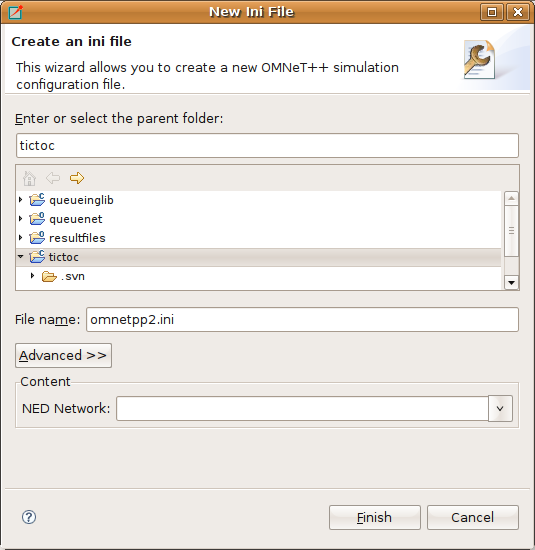 New Ini File
Create an ini file
This wizard allows you to create a new OMNeT++ simulation
configuration file.
Enter or select the parent folder:
tictoc
queueinglib
queuenet
resultfiles
tictoc
.svn
File name: omnetpp2.ini
Advanced >>
Content
NED Network:
Finish Cancel